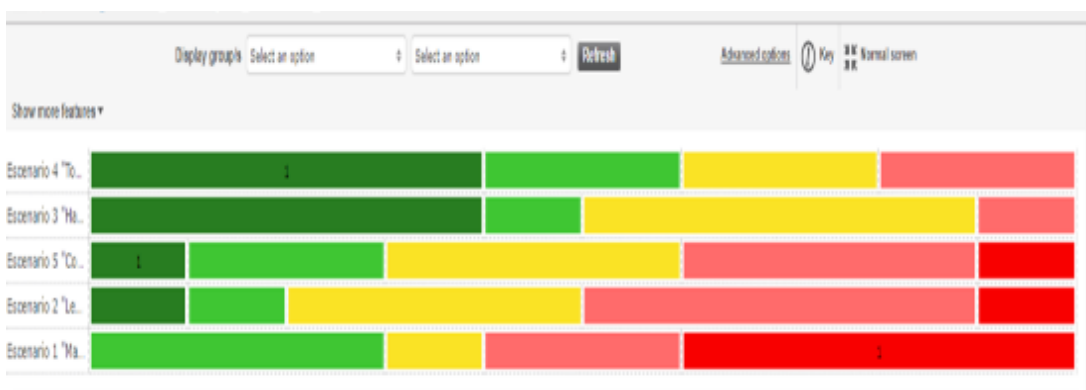 Display group/s Select an option Select an option Refresh Advanced options Key Normal screen
Show more features ▾
Escenario 4 "To...
1
Escenario 3 "Ha...
Escenario 5 "Co...
1
Escenario 2 "Le...
Escenario 1 "Ma...
1